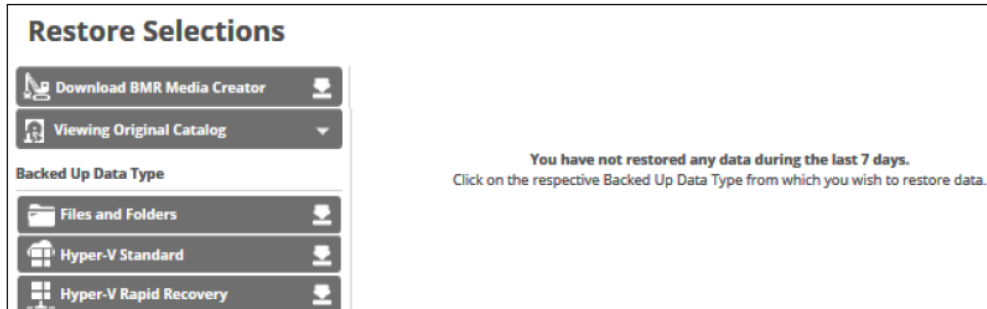 Restore Selections
Download BMR Media Creator
Viewing Original Catalog
Backed Up Data Type
Files and Folders
Hyper-V Standard
Hyper-V Rapid Recovery
You have not restored any data during the last 7 days.
Click on the respective Backed Up Data Type from which you wish to restore data.